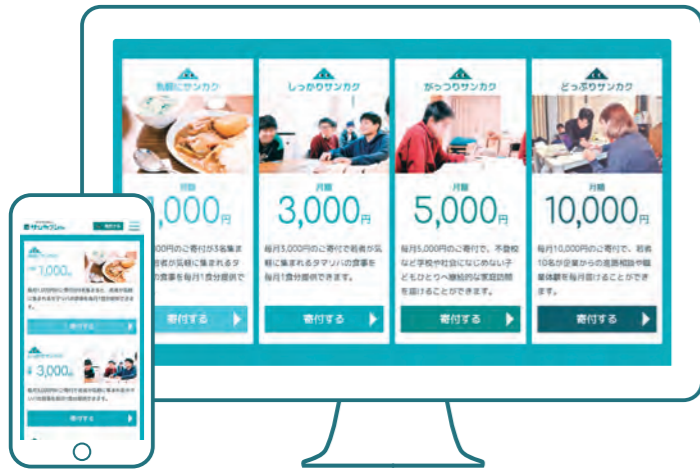 気軽にサンカク
月額
1,000円
,000円のご寄付が3名集ま
若者が気軽に集まれるタ
の食事を毎月1食分提供で
寄付する
しっかりサンカク
月額
3,000円
毎月3,000円のご寄付で若者が気
軽に集まれるタマリバの食事を
毎月1食分提供できます。
寄付する
がっつりサンカク
月額
5,000円
毎月5,000円のご寄付で、不登校
など学校や社会になじめない子
どもひとりへ継続的な家庭訪問
を届けることができます。
寄付する
どっぷりサンカク
月額
10,000円
毎月10,000円のご寄付で、若者
10名が企業からの進路相談や職
業体験を毎月届けることができ
ます。
寄付する
1,000
寄付する
しっかりサンカク
3,000
寄付する